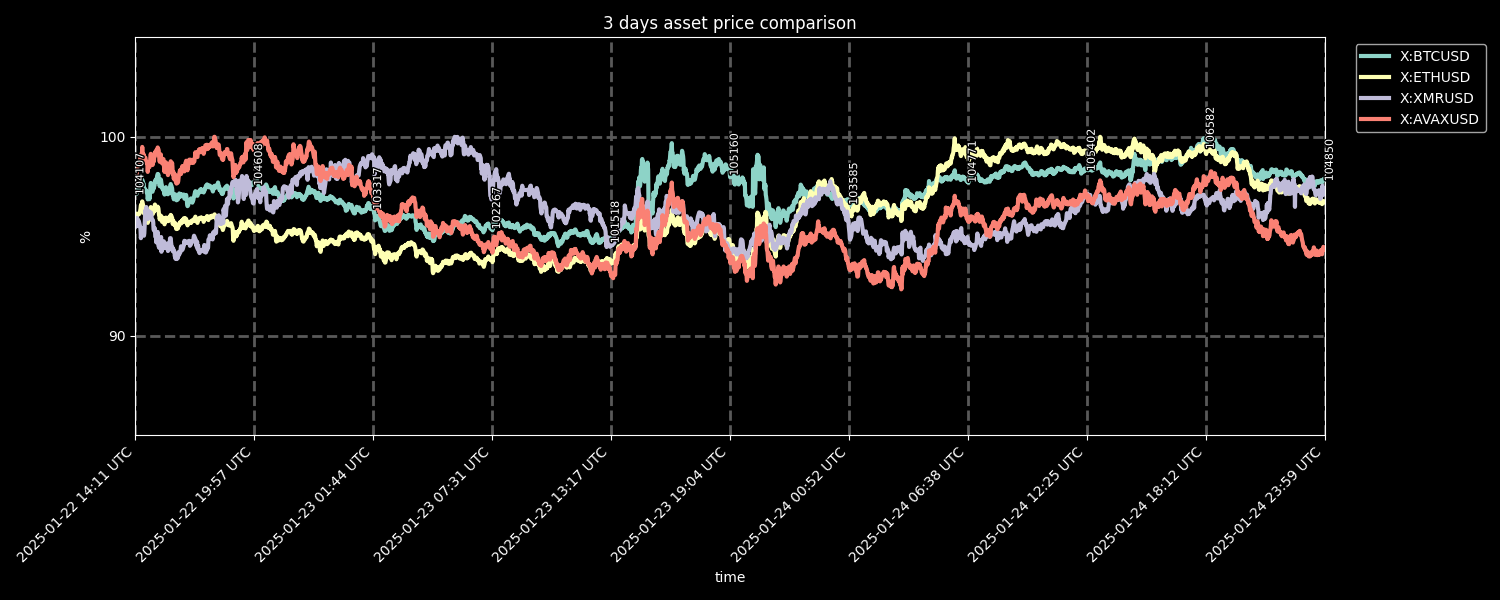 3 days asset price comparison
X:BTCUSD
X:ETHUSD
X:XMRUSD
X:AVAXUSD
100
90
%
104107
104608
103317
102267
101518
105160
103585
104771
105402
106582
104850
2025-01-22 14:11 UTC
2025-01-22 19:57 UTC
2025-01-23 01:44 UTC
2025-01-23 07:31 UTC
2025-01-23 13:17 UTC
2025-01-23 19:04 UTC
2025-01-24 00:52 UTC
2025-01-24 06:38 UTC
2025-01-24 12:25 UTC
2025-01-24 18:12 UTC
2025-01-24 23:59 UTC
time